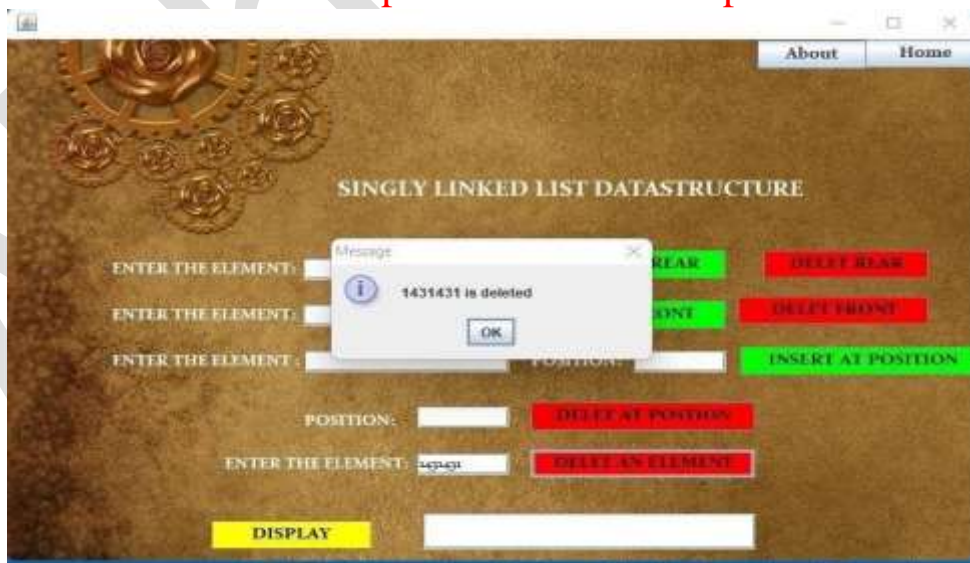 About Home
SINGLY LINKED LIST DATASTRUCTURE
Message
1431431 is deleted
OK
ENTER THE ELEMENT: REAR DELET REAR
ENTER THE ELEMENT: ONT DELET FRONT
ENTER THE ELEMENT : POSITION: INSERT AT POSITION
POSITION: DELET AT POSTION
ENTER THE ELEMENT: 1431431 DELET AN ELEMENT
DISPLAY